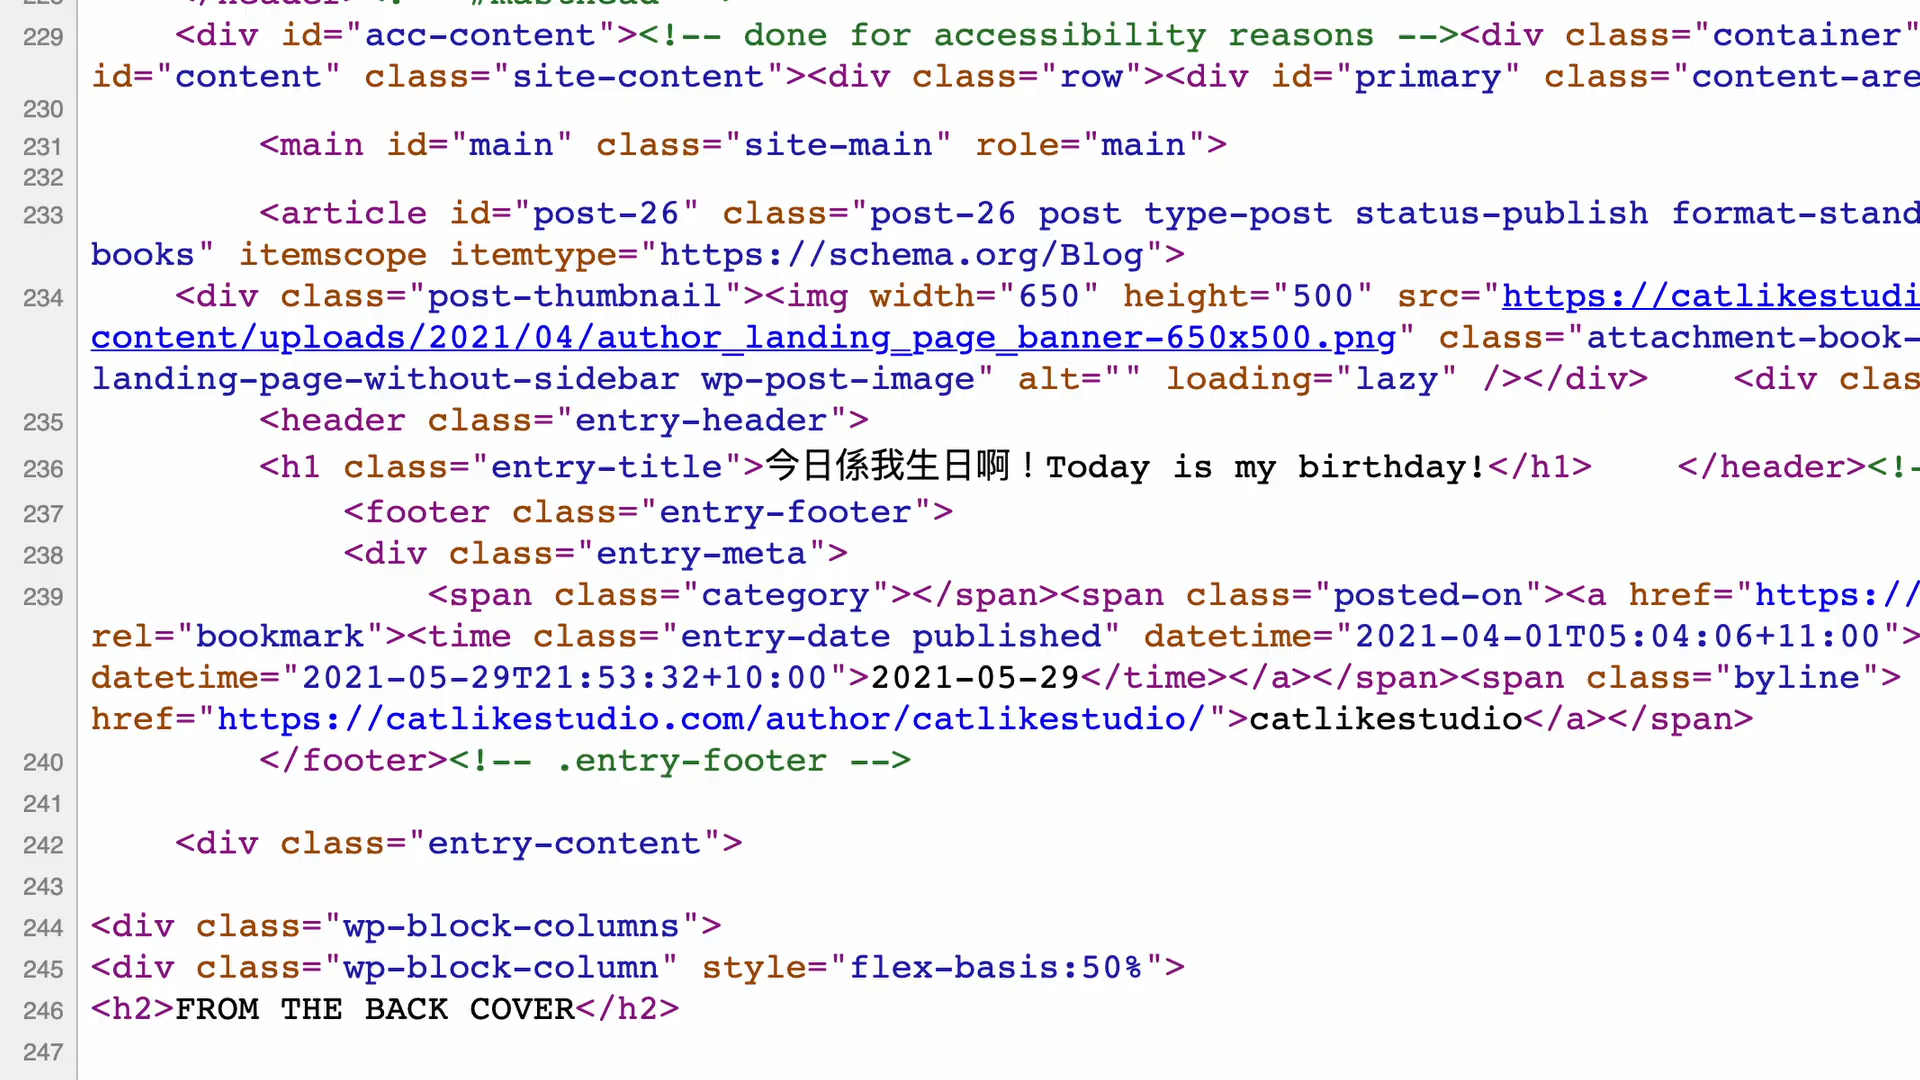 229 <div id="acc-content"><!-- done for accessibility reasons --><div class="container"
id="content" class="site-content"><div class="row"><div id="primary" class="content-are
230
231 <main id="main" class="site-main" role="main">
232
233 <article id="post-26" class="post-26 post type-post status-publish format-stand
books" itemscope itemtype="https://schema.org/Blog">
234 <div class="post-thumbnail"><img width="650" height="500" src="https://catlikestudi
content/uploads/2021/04/author_landing_page_banner-650x500.png" class="attachment-book-
landing-page-without-sidebar wp-post-image" alt="" loading="lazy" /></div> <div clas
235 <header class="entry-header">
236 <h1 class="entry-title">今日係我生日啊！Today is my birthday!</h1> </header><!-
237 <footer class="entry-footer">
238 <div class="entry-meta">
239 <span class="category"></span><span class="posted-on"><a href="https://
rel="bookmark"><time class="entry-date published" datetime="2021-04-01T05:04:06+11:00">
datetime="2021-05-29T21:53:32+10:00">2021-05-29</time></a></span><span class="byline">
href="https://catlikestudio.com/author/catlikestudio/">catlikestudio</a></span>
240 </footer><!-- .entry-footer -->
241
242 <div class="entry-content">
243
244 <div class="wp-block-columns">
245 <div class="wp-block-column" style="flex-basis:50%">
246 <h2>FROM THE BACK COVER</h2>
247